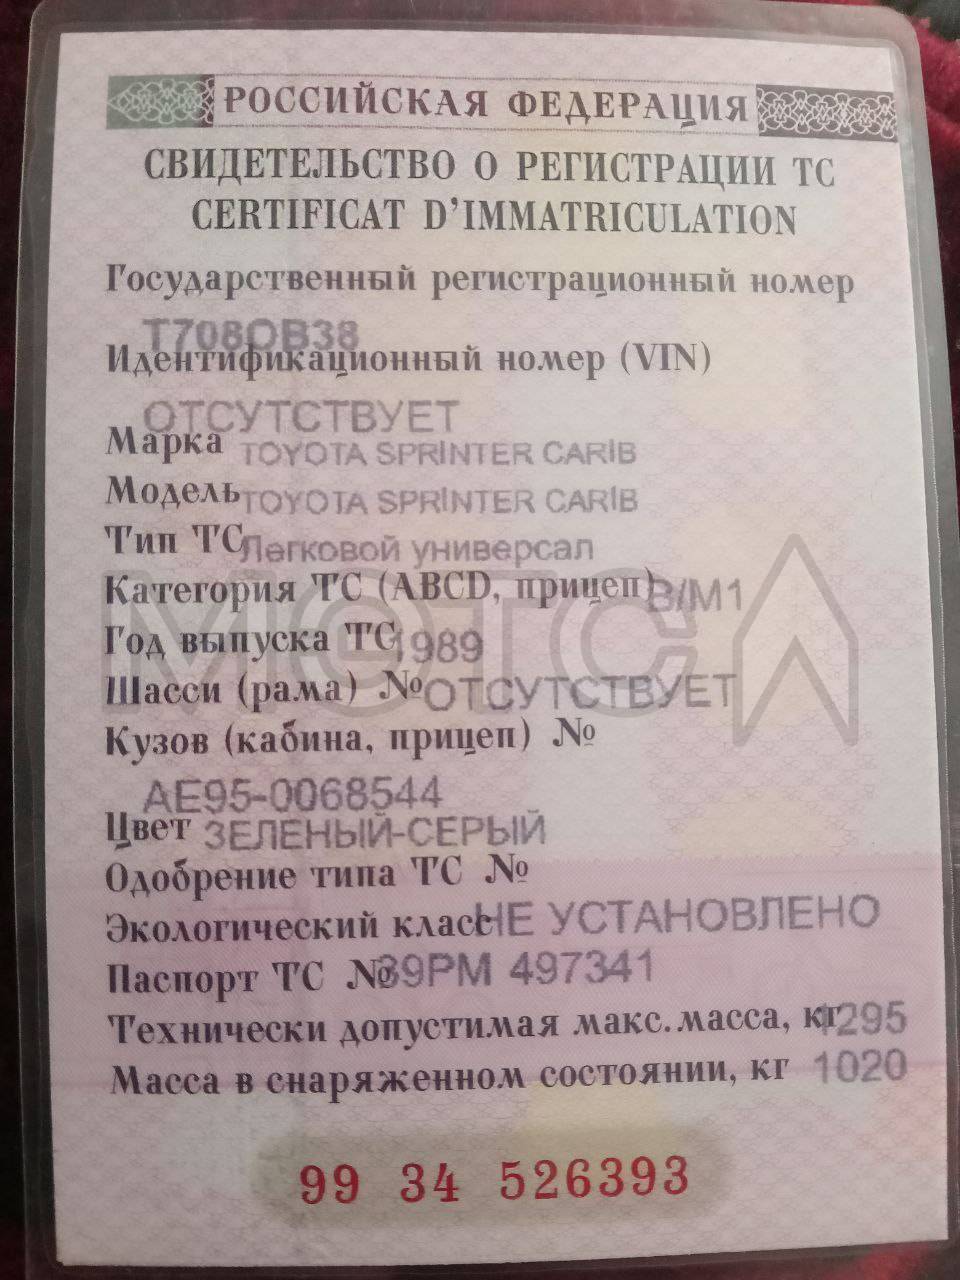 РОССИЙСКАЯ ФЕДЕРАЦИЯ
СВИДЕТЕЛЬСТВО О РЕГИСТРАЦИИ ТС
CERTIFICAT D'IMMATRICULATION
Государственный регистрационный номер
Т708ОВ38
Идентификационный номер (VIN)
ОТСУТСТВУЕТ
Марка TOYOTA SPRINTER CARIB
Модель TOYOTA SPRINTER CARIB
Тип ТС Легковой универсал
Категория ТС (ABCD, прицеп) B/M1
Год выпуска ТС 1989
Шасси (рама) № ОТСУТСТВУЕТ
Кузов (кабина, прицеп) №
AE95-0068544
Цвет ЗЕЛЕНЫЙ-СЕРЫЙ
Одобрение типа ТС №
Экологический класс НЕ УСТАНОВЛЕНО
Паспорт ТС № 39РМ 497341
Технически допустимая макс. масса, кг 1295
Масса в снаряженном состоянии, кг 1020
99 34 526393